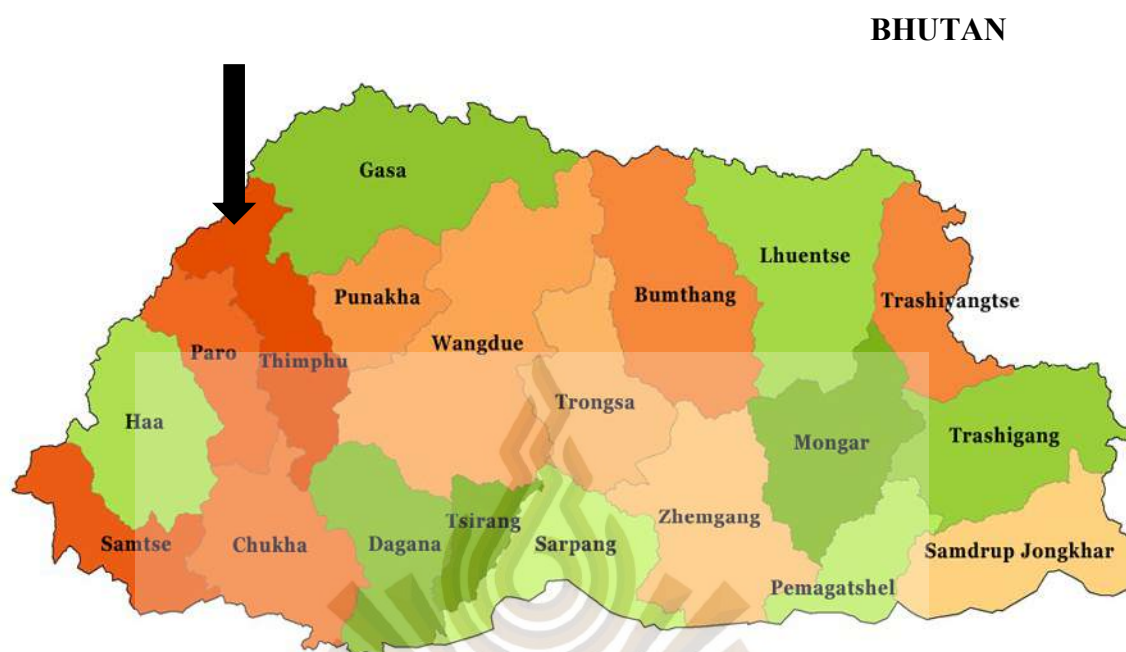 BHUTAN
Gasa
Lhuentse
Punakha
Bumthang
Trashiyangtse
Wangdue
Paro
Thimphu
Trongsa
Haa
Mongar
Trashigang
Zhemgang
Tsirang
Samtse
Chukha
Dagana
Sarpang
Samdrup Jongkhar
Pemagatshel